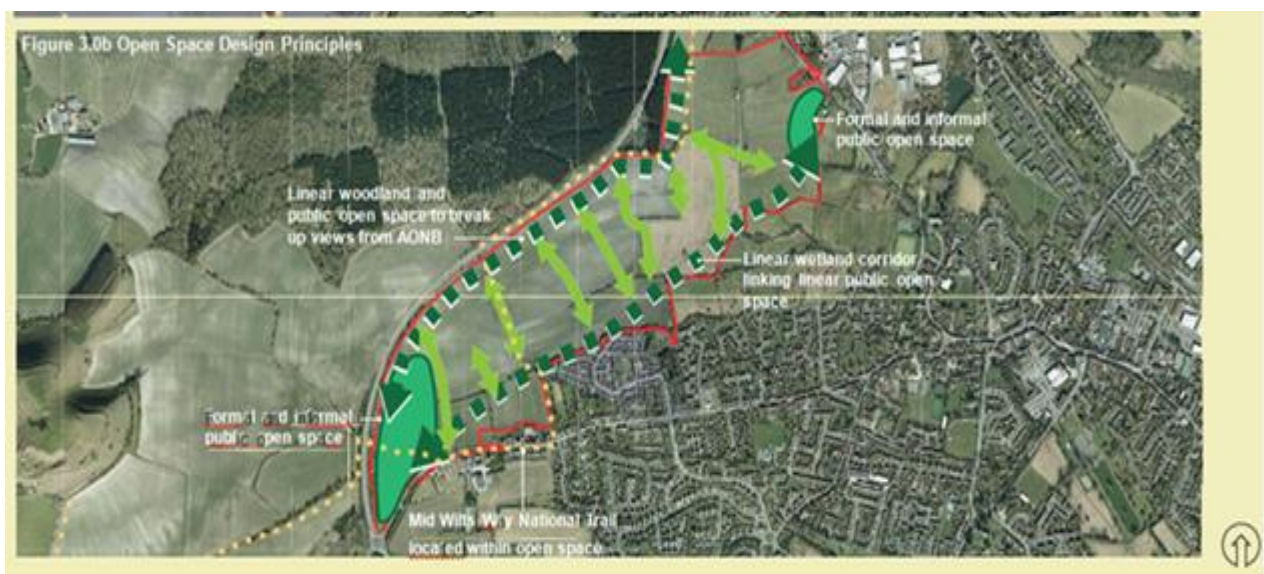 Figure 3.0b Open Space Design Principles
Formal and informal
public open space
Linear woodland and
public open space to break
up views from AONB
Linear wetland corridor
linking linear public open
space
Formal and informal
public open space
Mid Wilts Way National Trail
located within open space